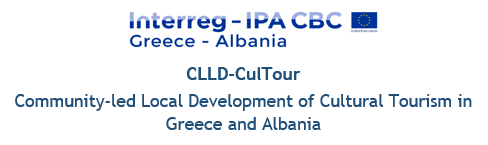 Interreg - IPA CBC
Greece - Albania
CLLD-CulTour
Community-led Local Development of Cultural Tourism in
Greece and Albania